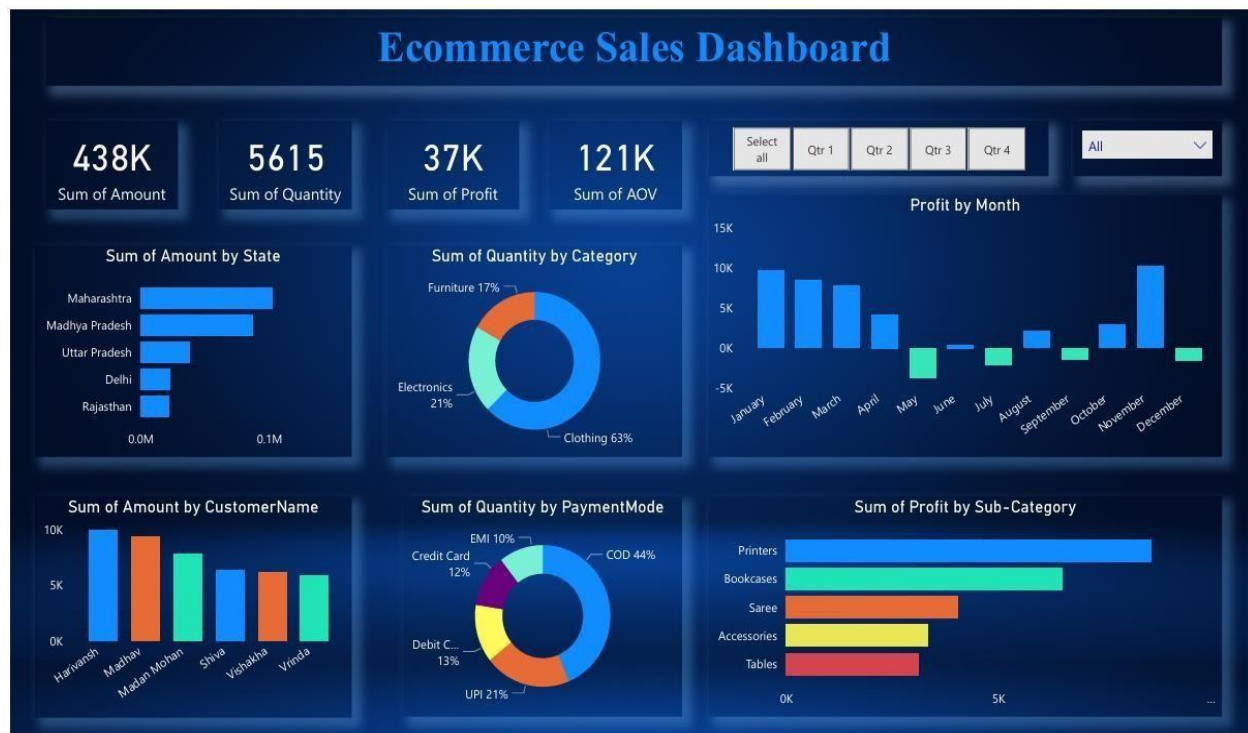 Ecommerce Sales Dashboard
438K
Sum of Amount
5615
Sum of Quantity
37K
Sum of Profit
121K
Sum of AOV
Select
all
Qtr 1
Qtr 2
Qtr 3
Qtr 4
All
Sum of Amount by State
Maharashtra
Madhya Pradesh
Uttar Pradesh
Delhi
Rajasthan
0.0M
0.1M
Sum of Quantity by Category
Furniture 17%
Electronics
21%
Clothing 63%
Profit by Month
15K
10K
5K
0K
-5K
January
February
March
April
May
June
July
August
September
October
November
December
Sum of Amount by CustomerName
10K
5K
0K
Harivansh
Madhav
Madan Mohan
Shiva
Vishakha
Vrinda
Sum of Quantity by PaymentMode
EMI 10%
COD 44%
Credit Card
12%
Debit C...
13%
UPI 21%
Sum of Profit by Sub-Category
Printers
Bookcases
Saree
Accessories
Tables
0K
5K
...